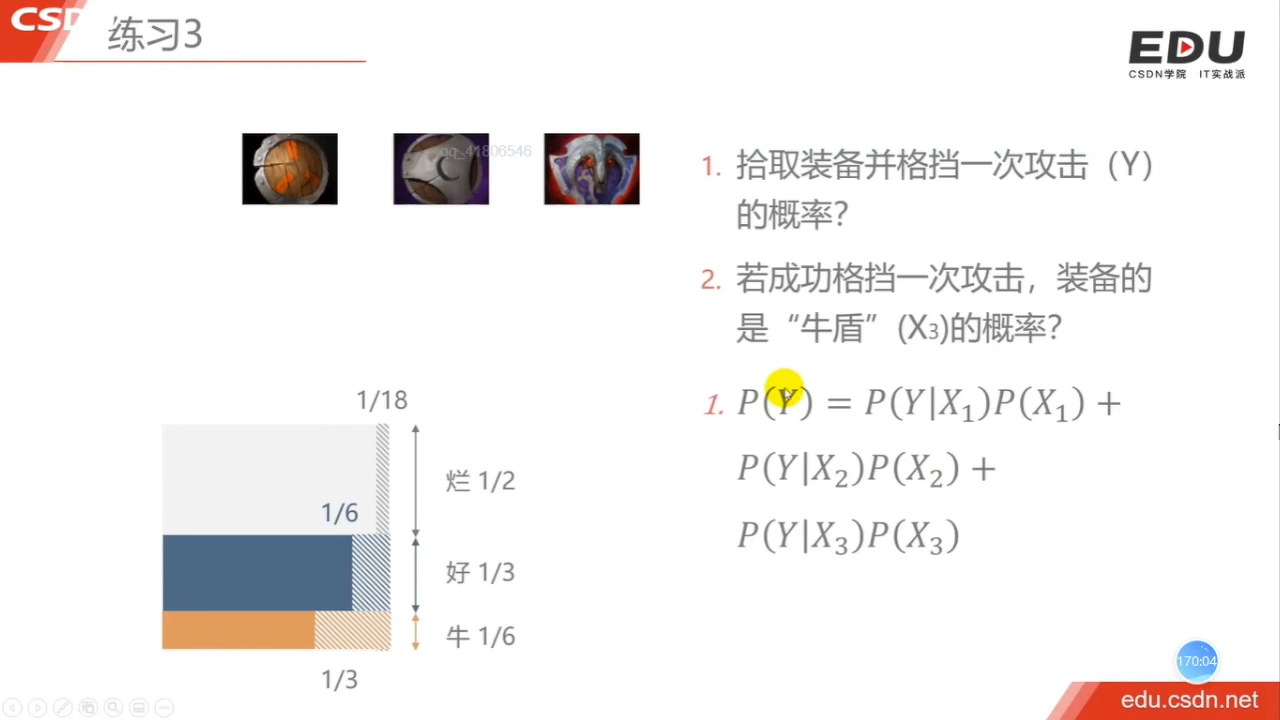 CSD
练习3
EDU
CSDN学院 IT实战派
qq_41806546
1. 拾取装备并格挡一次攻击（Y）
的概率？
2. 若成功格挡一次攻击，装备的
是“牛盾”(X3)的概率？
1. P(Y) = P(Y|X₁)P(X₁) +
P(Y|X₂)P(X₂) +
P(Y|X₃)P(X₃)
1/18
烂 1/2
1/6
好 1/3
牛 1/6
1/3
170:04
edu.csdn.net